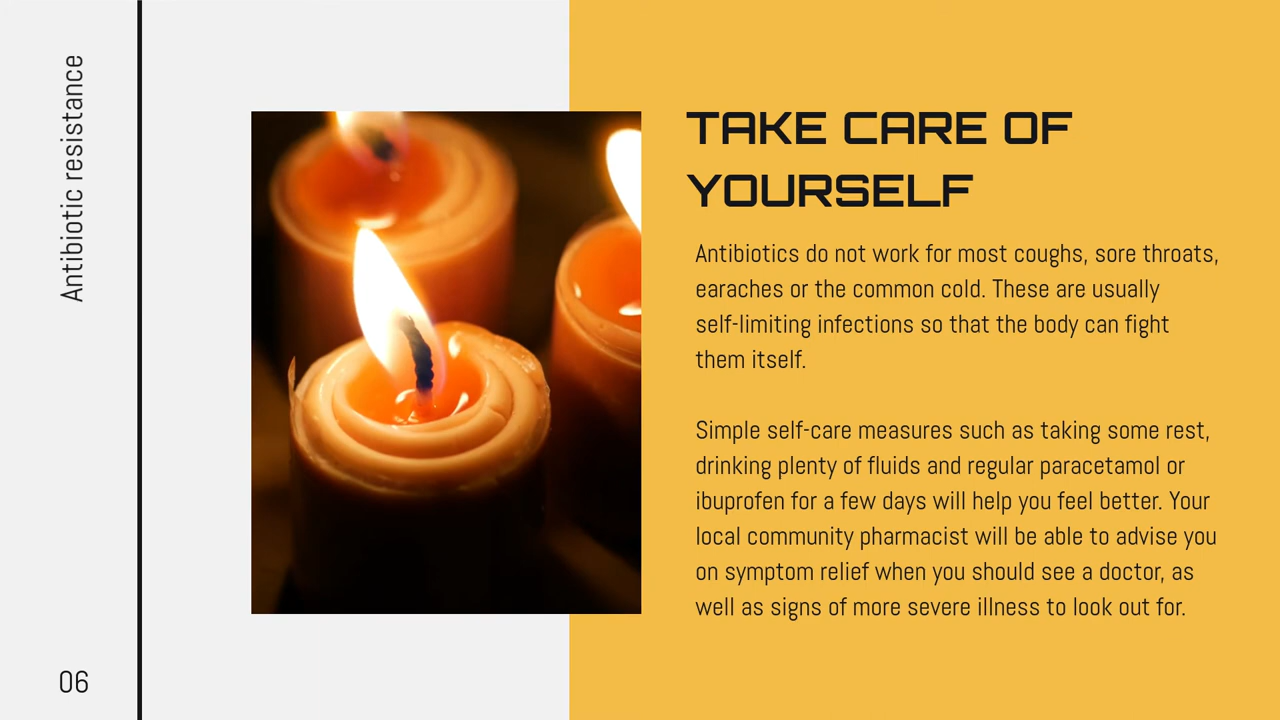 Antibiotic resistance
06
TAKE CARE OF
YOURSELF
Antibiotics do not work for most coughs, sore throats,
earaches or the common cold. These are usually
self-limiting infections so that the body can fight
them itself.
Simple self-care measures such as taking some rest,
drinking plenty of fluids and regular paracetamol or
ibuprofen for a few days will help you feel better. Your
local community pharmacist will be able to advise you
on symptom relief when you should see a doctor, as
well as signs of more severe illness to look out for.